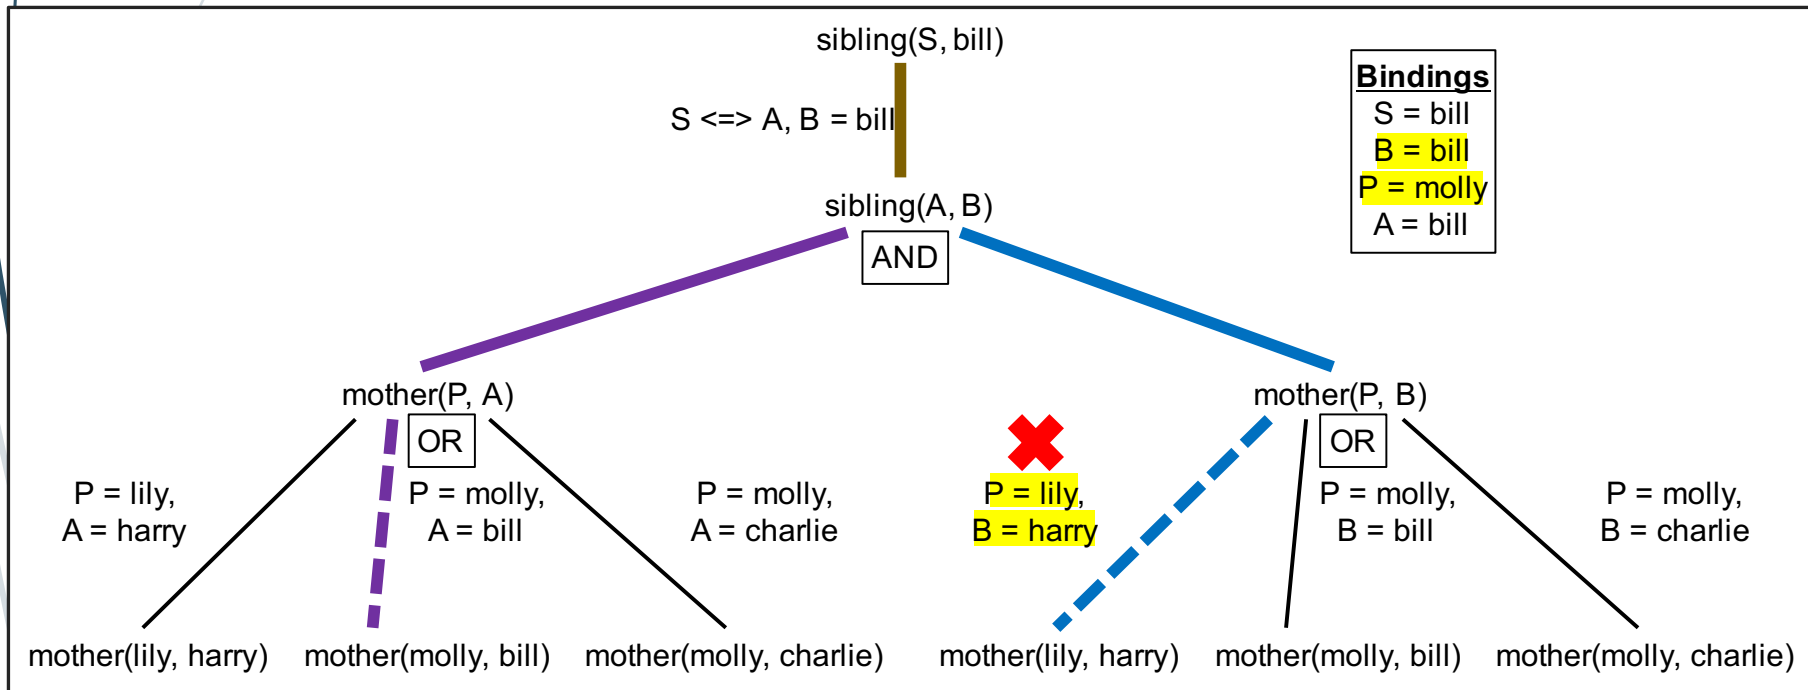 sibling(S, bill)
S <=> A, B = bill
Bindings
S = bill
B = bill
P = molly
A = bill
sibling(A, B)
AND
mother(P, A)
OR
mother(P, B)
OR
P = lily,
A = harry
P = molly,
A = bill
P = molly,
A = charlie
P = lily,
B = harry
P = molly,
B = bill
P = molly,
B = charlie
mother(lily, harry)
mother(molly, bill)
mother(molly, charlie)
mother(lily, harry)
mother(molly, bill)
mother(molly, charlie)